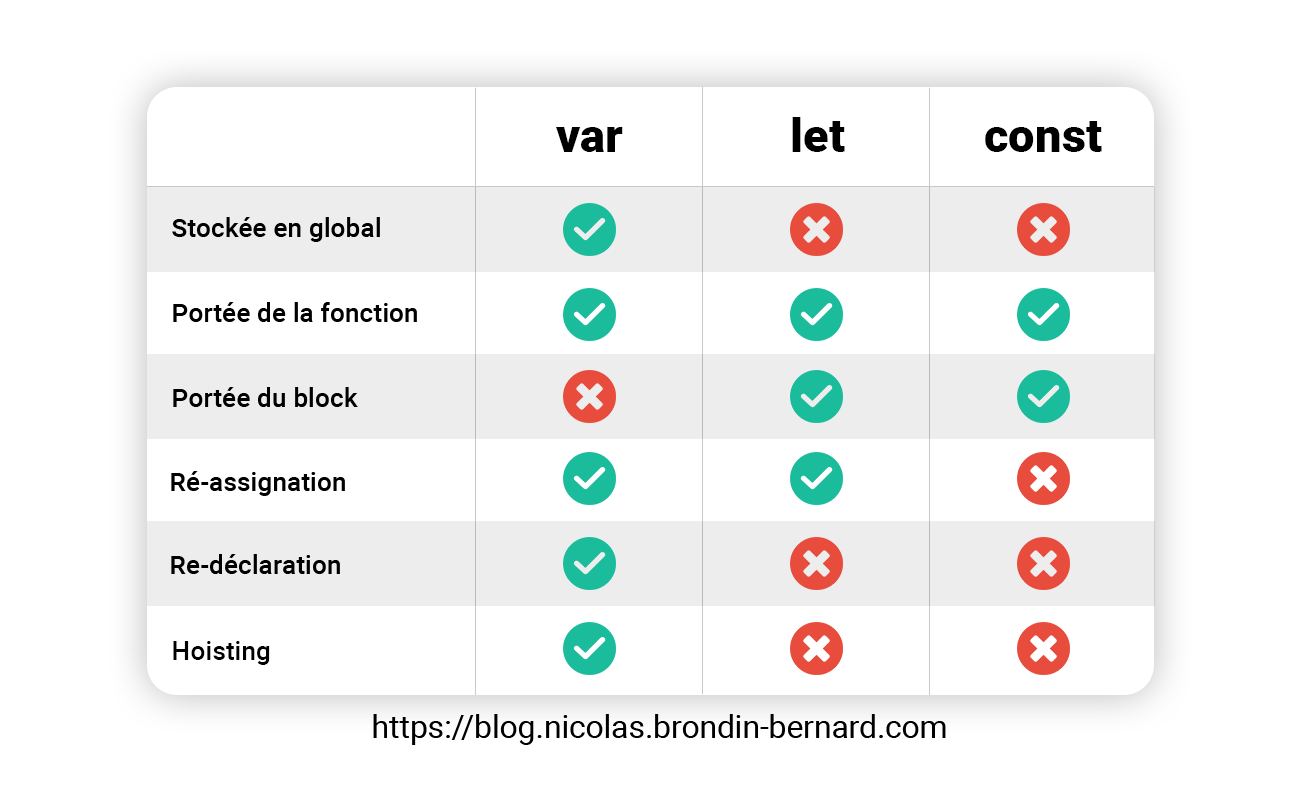 var let const
Stockée en global
Portée de la fonction
Portée du block
Ré-assignation
Re-déclaration
Hoisting
https://blog.nicolas.brondin-bernard.com